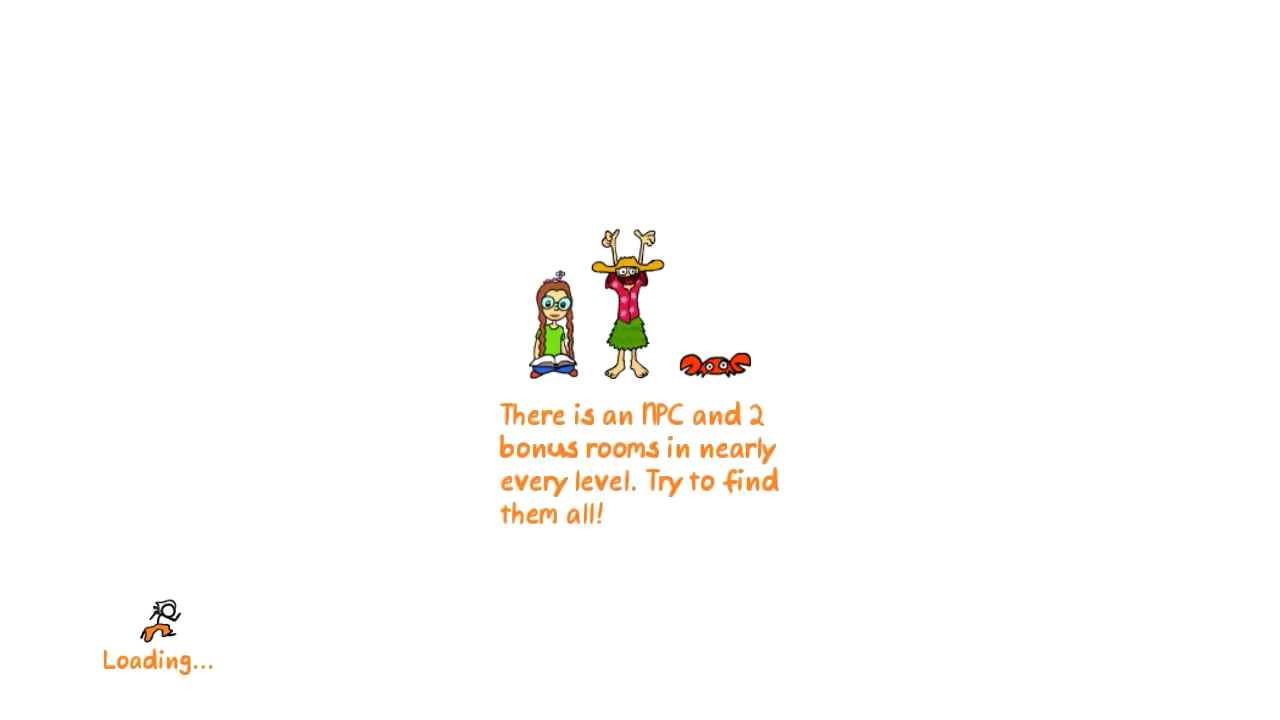 There is an NPC and 2
bonus rooms in nearly
every level. Try to find
them all!
Loading...